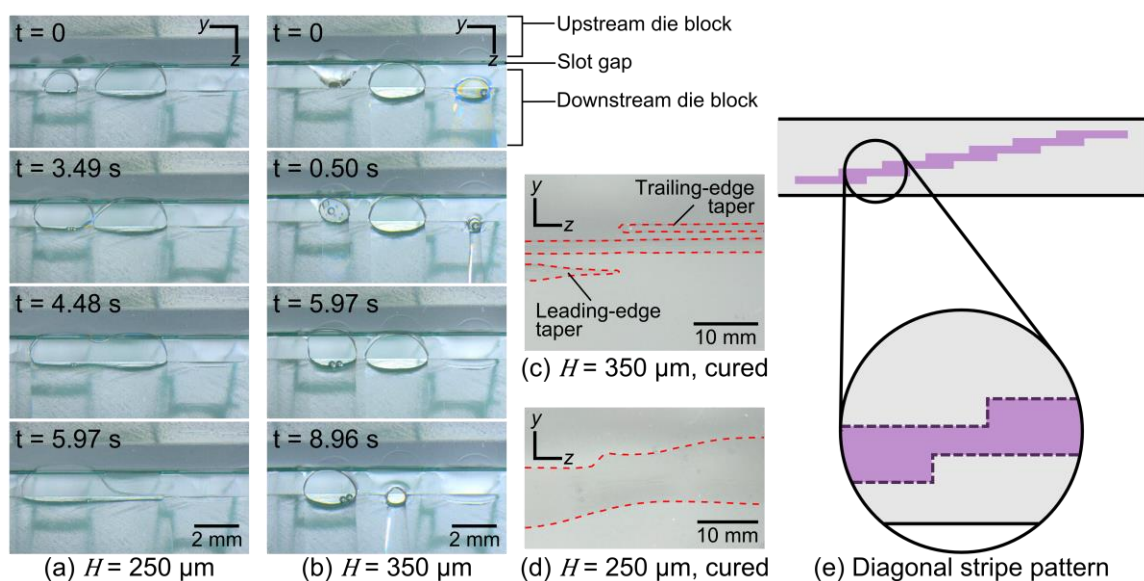 y
z
t = 0
t = 3.49 s
t = 4.48 s
t = 5.97 s
2 mm
(a) H = 250 μm
y
z
t = 0
t = 0.50 s
t = 5.97 s
t = 8.96 s
2 mm
(b) H = 350 μm
Upstream die block
Slot gap
Downstream die block
y
z
Trailing-edge
taper
Leading-edge
taper
10 mm
(c) H = 350 μm, cured
y
z
10 mm
(d) H = 250 μm, cured
(e) Diagonal stripe pattern